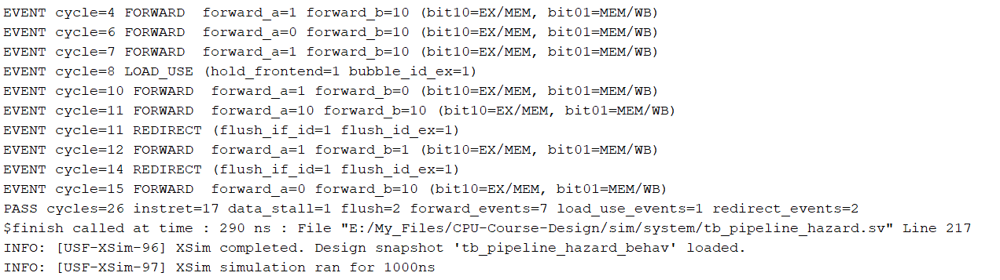 EVENT cycle=4 FORWARD  forward_a=1 forward_b=10 (bit10=EX/MEM, bit01=MEM/WB)
EVENT cycle=6 FORWARD  forward_a=0 forward_b=10 (bit10=EX/MEM, bit01=MEM/WB)
EVENT cycle=7 FORWARD  forward_a=1 forward_b=10 (bit10=EX/MEM, bit01=MEM/WB)
EVENT cycle=8 LOAD_USE (hold_frontend=1 bubble_id_ex=1)
EVENT cycle=10 FORWARD  forward_a=1 forward_b=0 (bit10=EX/MEM, bit01=MEM/WB)
EVENT cycle=11 FORWARD  forward_a=10 forward_b=10 (bit10=EX/MEM, bit01=MEM/WB)
EVENT cycle=11 REDIRECT (flush_if_id=1 flush_id_ex=1)
EVENT cycle=12 FORWARD  forward_a=1 forward_b=1 (bit10=EX/MEM, bit01=MEM/WB)
EVENT cycle=14 REDIRECT (flush_if_id=1 flush_id_ex=1)
EVENT cycle=15 FORWARD  forward_a=0 forward_b=10 (bit10=EX/MEM, bit01=MEM/WB)
PASS cycles=26 instret=17 data_stall=1 flush=2 forward_events=7 load_use_events=1 redirect_events=2
$finish called at time : 290 ns : File "E:/My_Files/CPU-Course-Design/sim/system/tb_pipeline_hazard.sv" Line 217
INFO: [USF-XSim-96] XSim completed. Design snapshot 'tb_pipeline_hazard_behav' loaded.
INFO: [USF-XSim-97] XSim simulation ran for 1000ns